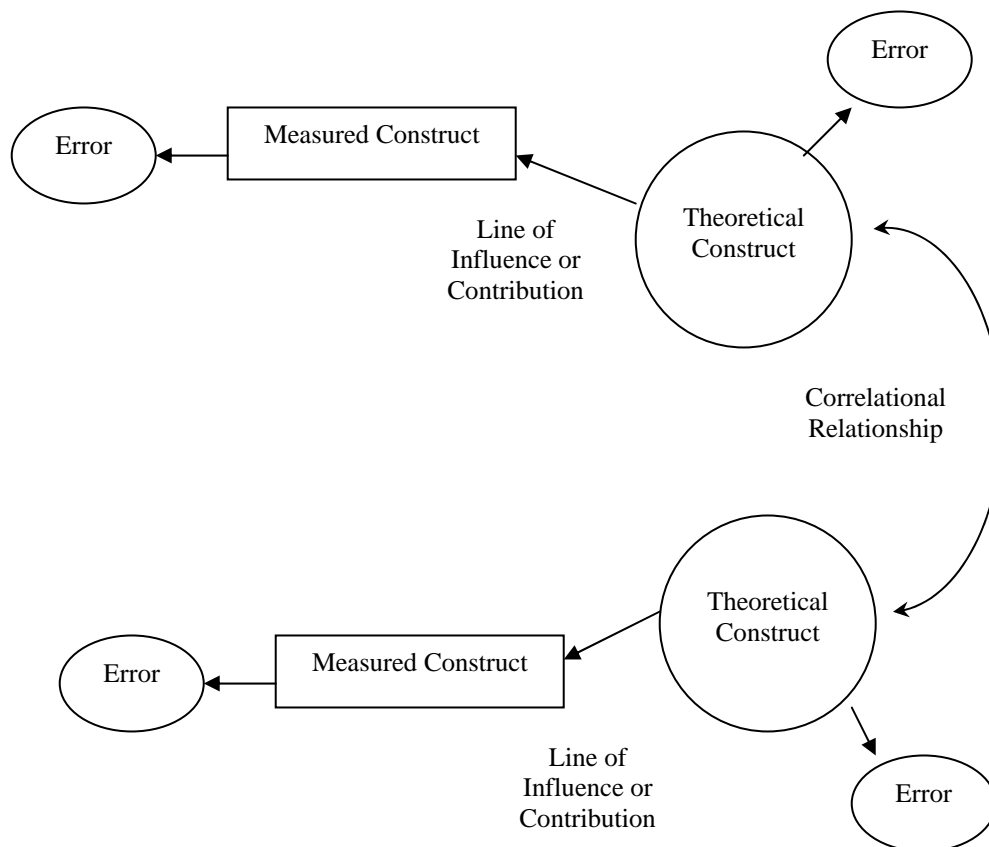 Error
Error
Measured Construct
Theoretical
Construct
Line of
Influence or
Contribution
Correlational
Relationship
Theoretical
Construct
Error
Measured Construct
Line of
Influence or
Contribution
Error